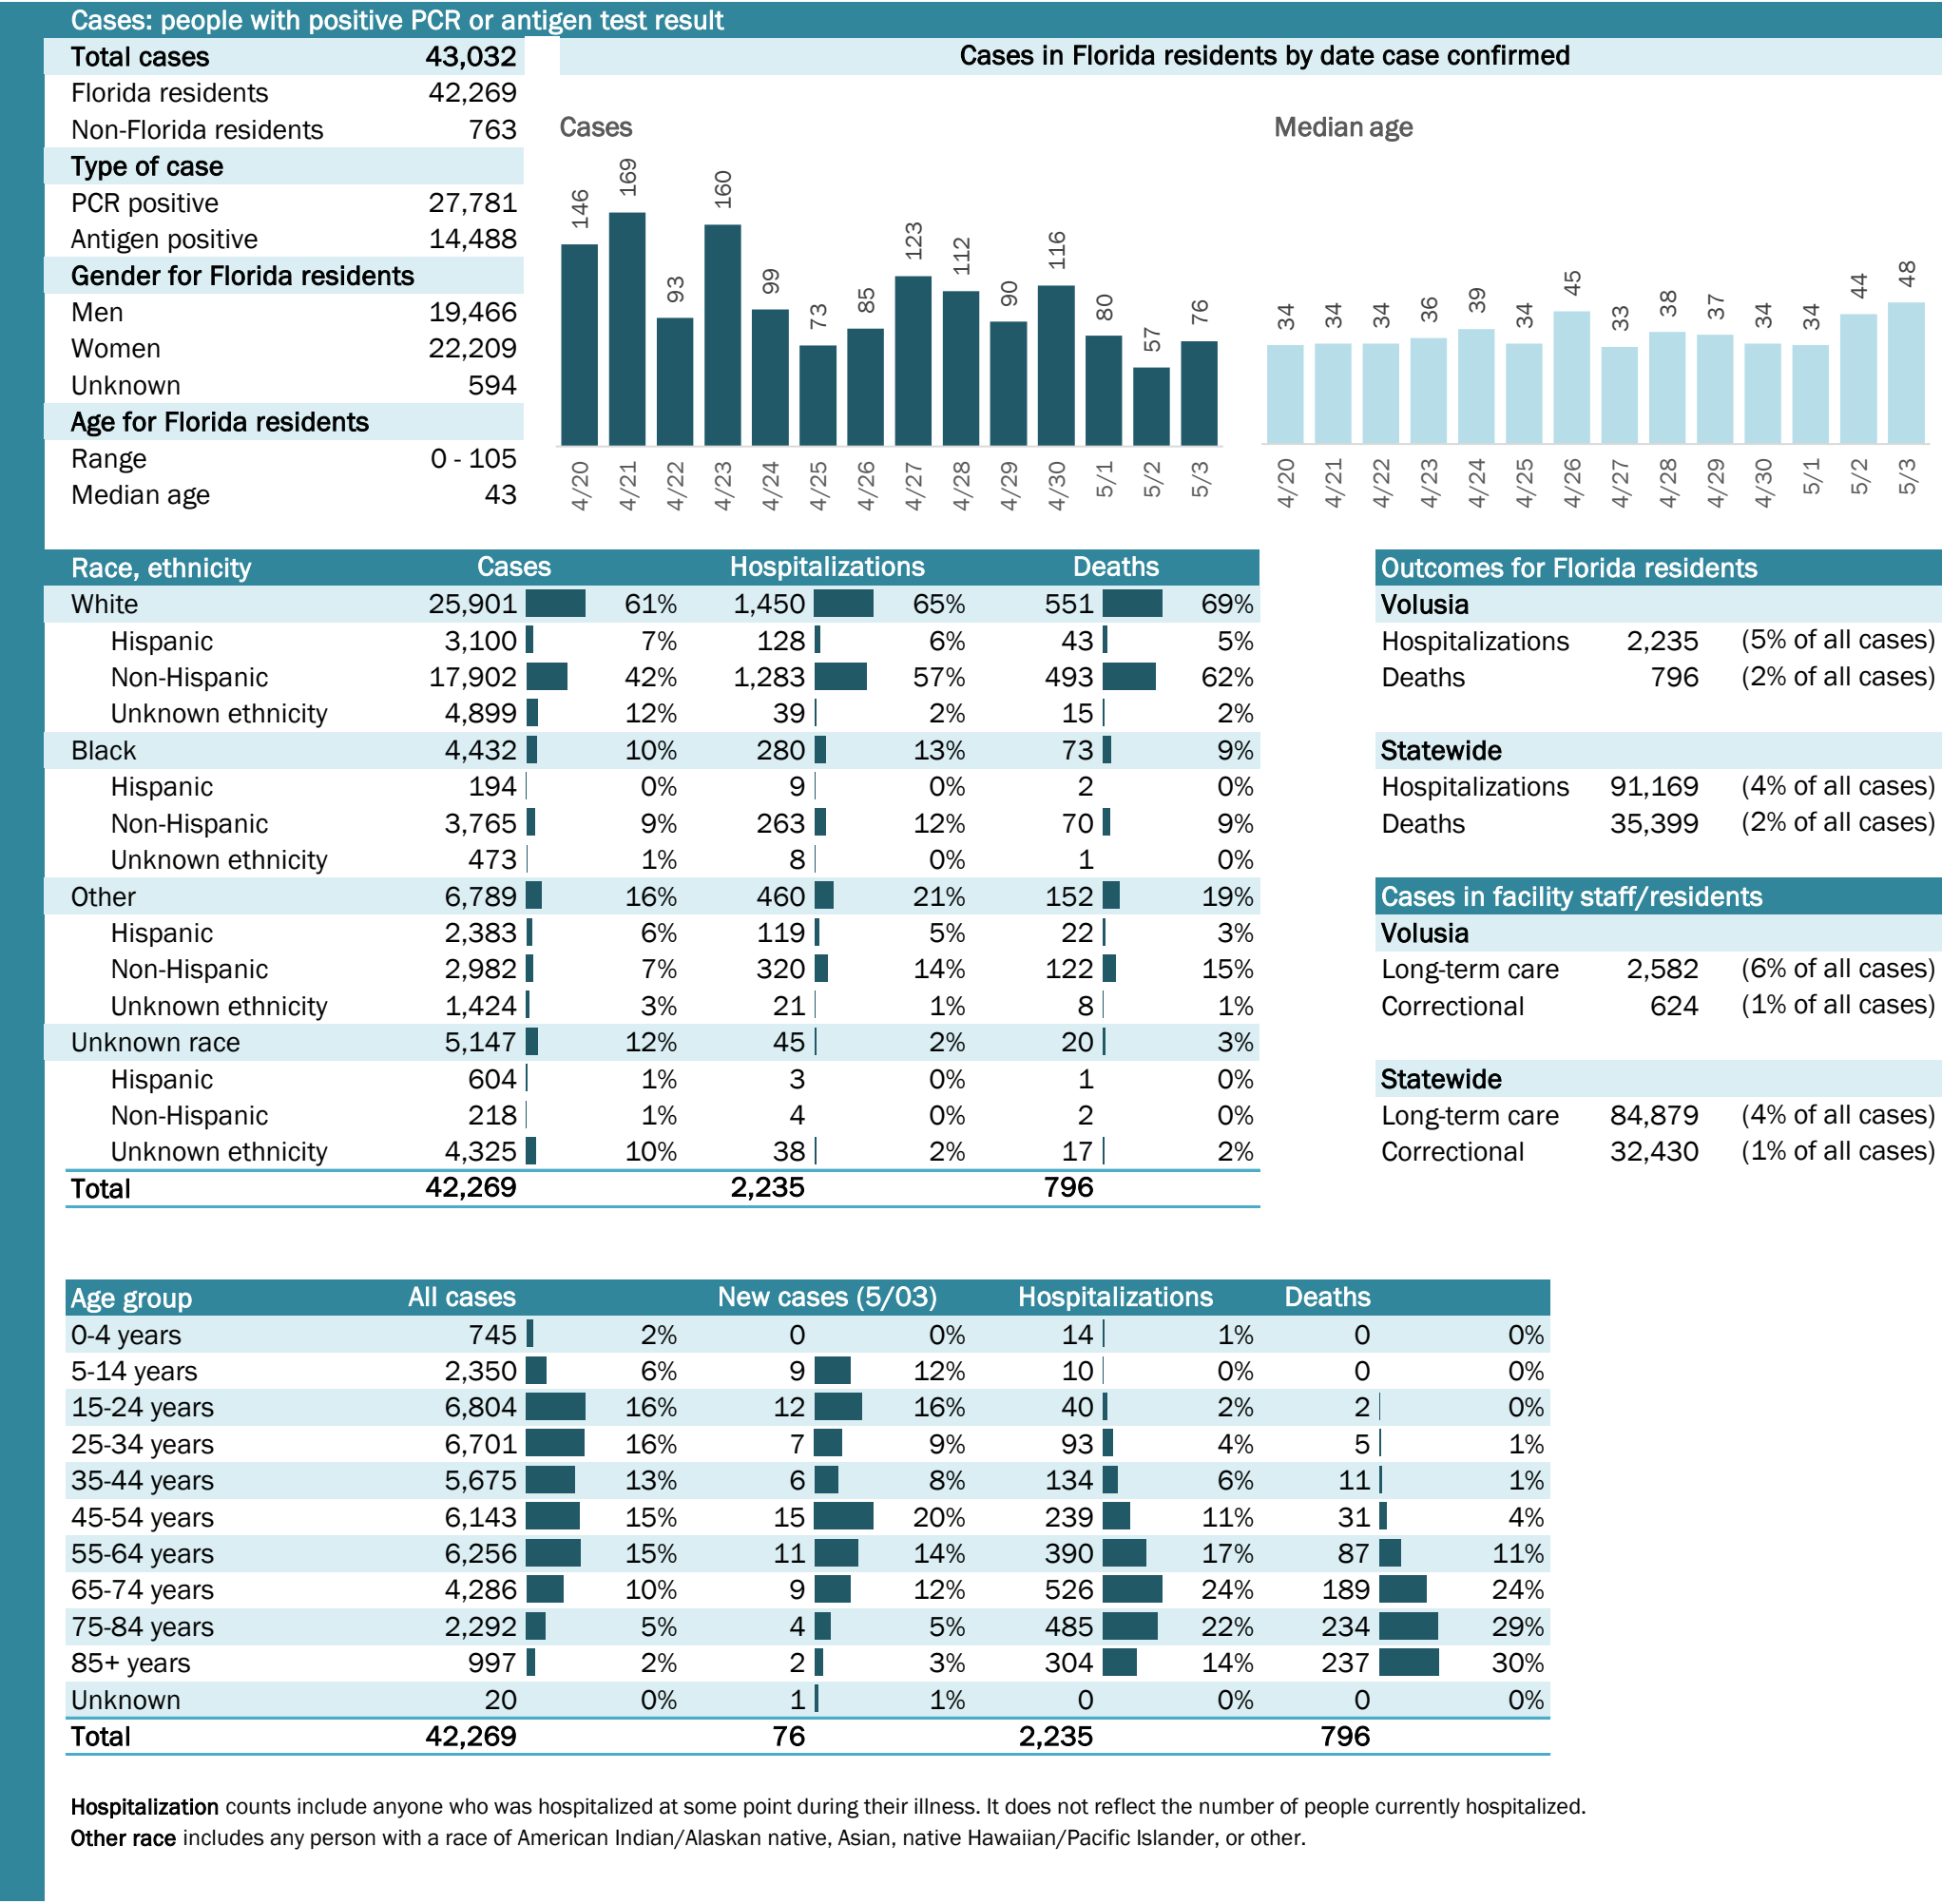 Cases: people with positive PCR or antigen test result
Total cases 43,032
Florida residents 42,269
Non-Florida residents 763
Type of case
PCR positive 27,781
Antigen positive 14,488
Gender for Florida residents
Men 19,466
Women 22,209
Unknown 594
Age for Florida residents
Range 0 - 105
Median age 43
Cases in Florida residents by date case confirmed
Cases
146 169 93 160 99 73 85 123 112 90 116 80 57 76
4/20 4/21 4/22 4/23 4/24 4/25 4/26 4/27 4/28 4/29 4/30 5/1 5/2 5/3
Median age
34 34 34 36 39 34 45 33 38 37 34 34 44 48
4/20 4/21 4/22 4/23 4/24 4/25 4/26 4/27 4/28 4/29 4/30 5/1 5/2 5/3
Race, ethnicity Cases Hospitalizations Deaths
White 25,901 61% 1,450 65% 551 69%
Hispanic 3,100 7% 128 6% 43 5%
Non-Hispanic 17,902 42% 1,283 57% 493 62%
Unknown ethnicity 4,899 12% 39 2% 15 2%
Black 4,432 10% 280 13% 73 9%
Hispanic 194 0% 9 0% 2 0%
Non-Hispanic 3,765 9% 263 12% 70 9%
Unknown ethnicity 473 1% 8 0% 1 0%
Other 6,789 16% 460 21% 152 19%
Hispanic 2,383 6% 119 5% 22 3%
Non-Hispanic 2,982 7% 320 14% 122 15%
Unknown ethnicity 1,424 3% 21 1% 8 1%
Unknown race 5,147 12% 45 2% 20 3%
Hispanic 604 1% 3 0% 1 0%
Non-Hispanic 218 1% 4 0% 2 0%
Unknown ethnicity 4,325 10% 38 2% 17 2%
Total 42,269 2,235 796
Outcomes for Florida residents
Volusia
Hospitalizations 2,235 (5% of all cases)
Deaths 796 (2% of all cases)
Statewide
Hospitalizations 91,169 (4% of all cases)
Deaths 35,399 (2% of all cases)
Cases in facility staff/residents
Volusia
Long-term care 2,582 (6% of all cases)
Correctional 624 (1% of all cases)
Statewide
Long-term care 84,879 (4% of all cases)
Correctional 32,430 (1% of all cases)
Age group All cases New cases (5/03) Hospitalizations Deaths
0-4 years 745 2% 0 0% 14 1% 0 0%
5-14 years 2,350 6% 9 12% 10 0% 0 0%
15-24 years 6,804 16% 12 16% 40 2% 2 0%
25-34 years 6,701 16% 7 9% 93 4% 5 1%
35-44 years 5,675 13% 6 8% 134 6% 11 1%
45-54 years 6,143 15% 15 20% 239 11% 31 4%
55-64 years 6,256 15% 11 14% 390 17% 87 11%
65-74 years 4,286 10% 9 12% 526 24% 189 24%
75-84 years 2,292 5% 4 5% 485 22% 234 29%
85+ years 997 2% 2 3% 304 14% 237 30%
Unknown 20 0% 1 1% 0 0% 0 0%
Total 42,269 76 2,235 796
Hospitalization counts include anyone who was hospitalized at some point during their illness. It does not reflect the number of people currently hospitalized.
Other race includes any person with a race of American Indian/Alaskan native, Asian, native Hawaiian/Pacific Islander, or other.